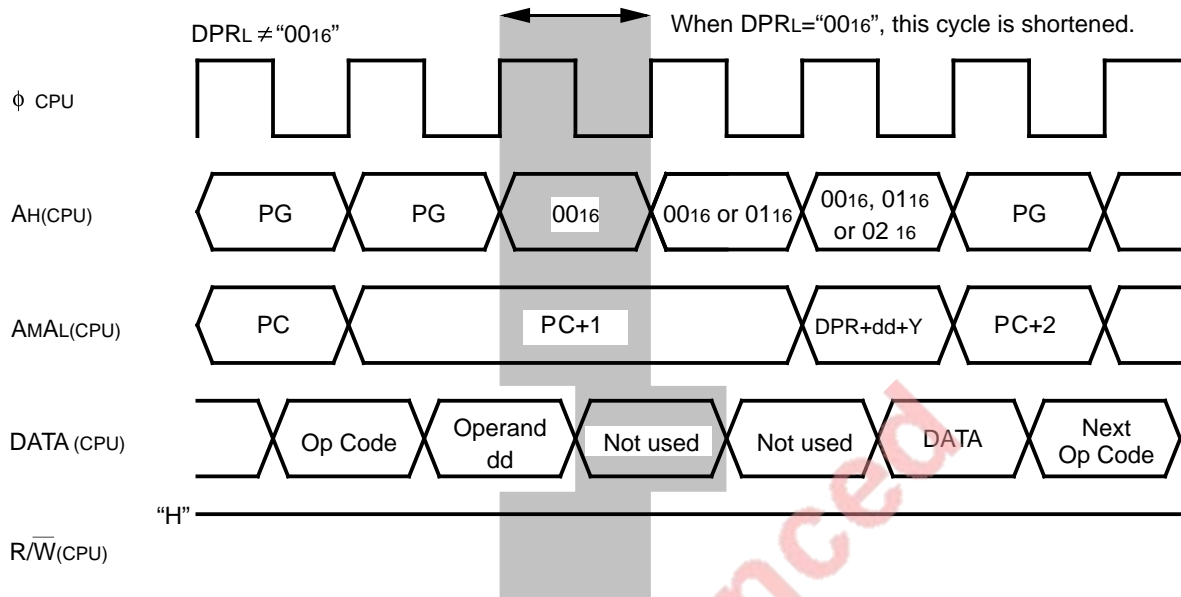 DPRL ≠ “0016”
When DPRL=“0016”, this cycle is shortened.
ϕ CPU
AH(CPU)
PG
PG
0016
0016 or 0116
0016, 0116
or 02 16
PG
AMAL(CPU)
PC
PC+1
DPR+dd+Y
PC+2
DATA (CPU)
Op Code
Operand
dd
Not used
Not used
DATA
Next
Op Code
“H”
R/W̅(CPU)
nced